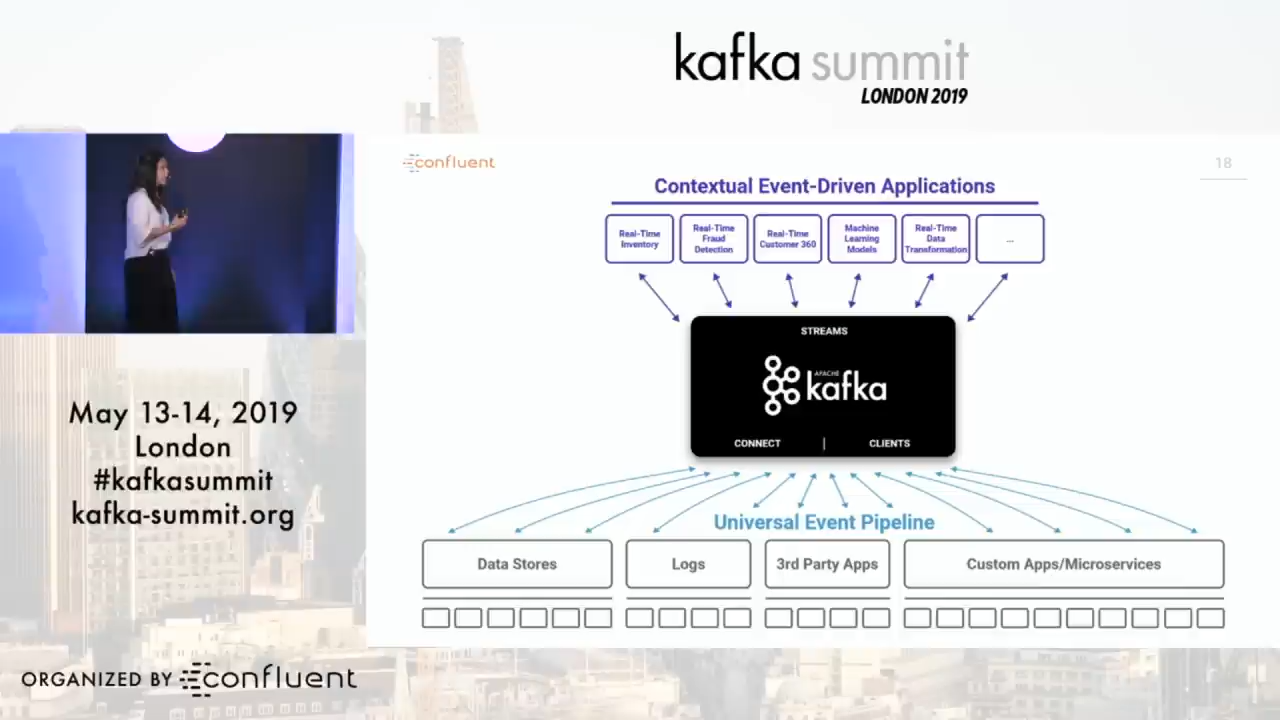 kafka summit
LONDON 2019
confluent
18
Contextual Event-Driven Applications
Real-Time
Inventory
Real-Time
Fraud
Detection
Real-Time
Customer 360
Machine
Learning
Models
Real-Time
Data
Transformation
...
STREAMS
APACHE
kafka
CONNECT | CLIENTS
Universal Event Pipeline
Data Stores
Logs
3rd Party Apps
Custom Apps/Microservices
May 13-14, 2019
London
#kafkasummit
kafka-summit.org
ORGANIZED BY confluent